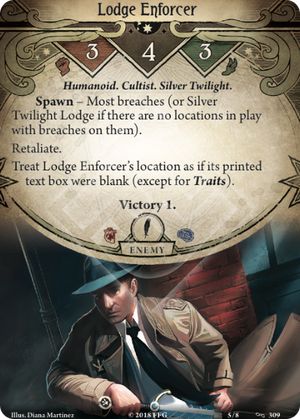 Lodge Enforcer
3 4 3
Humanoid. Cultist. Silver Twilight.
Spawn – Most breaches (or Silver
Twilight Lodge if there are no locations in play
with breaches on them).
Retaliate.
Treat Lodge Enforcer's location as if its printed
text box were blank (except for Traits).
Victory 1.
ENEMY
Illus. Diana Martinez © 2018 FFG 5/8 309